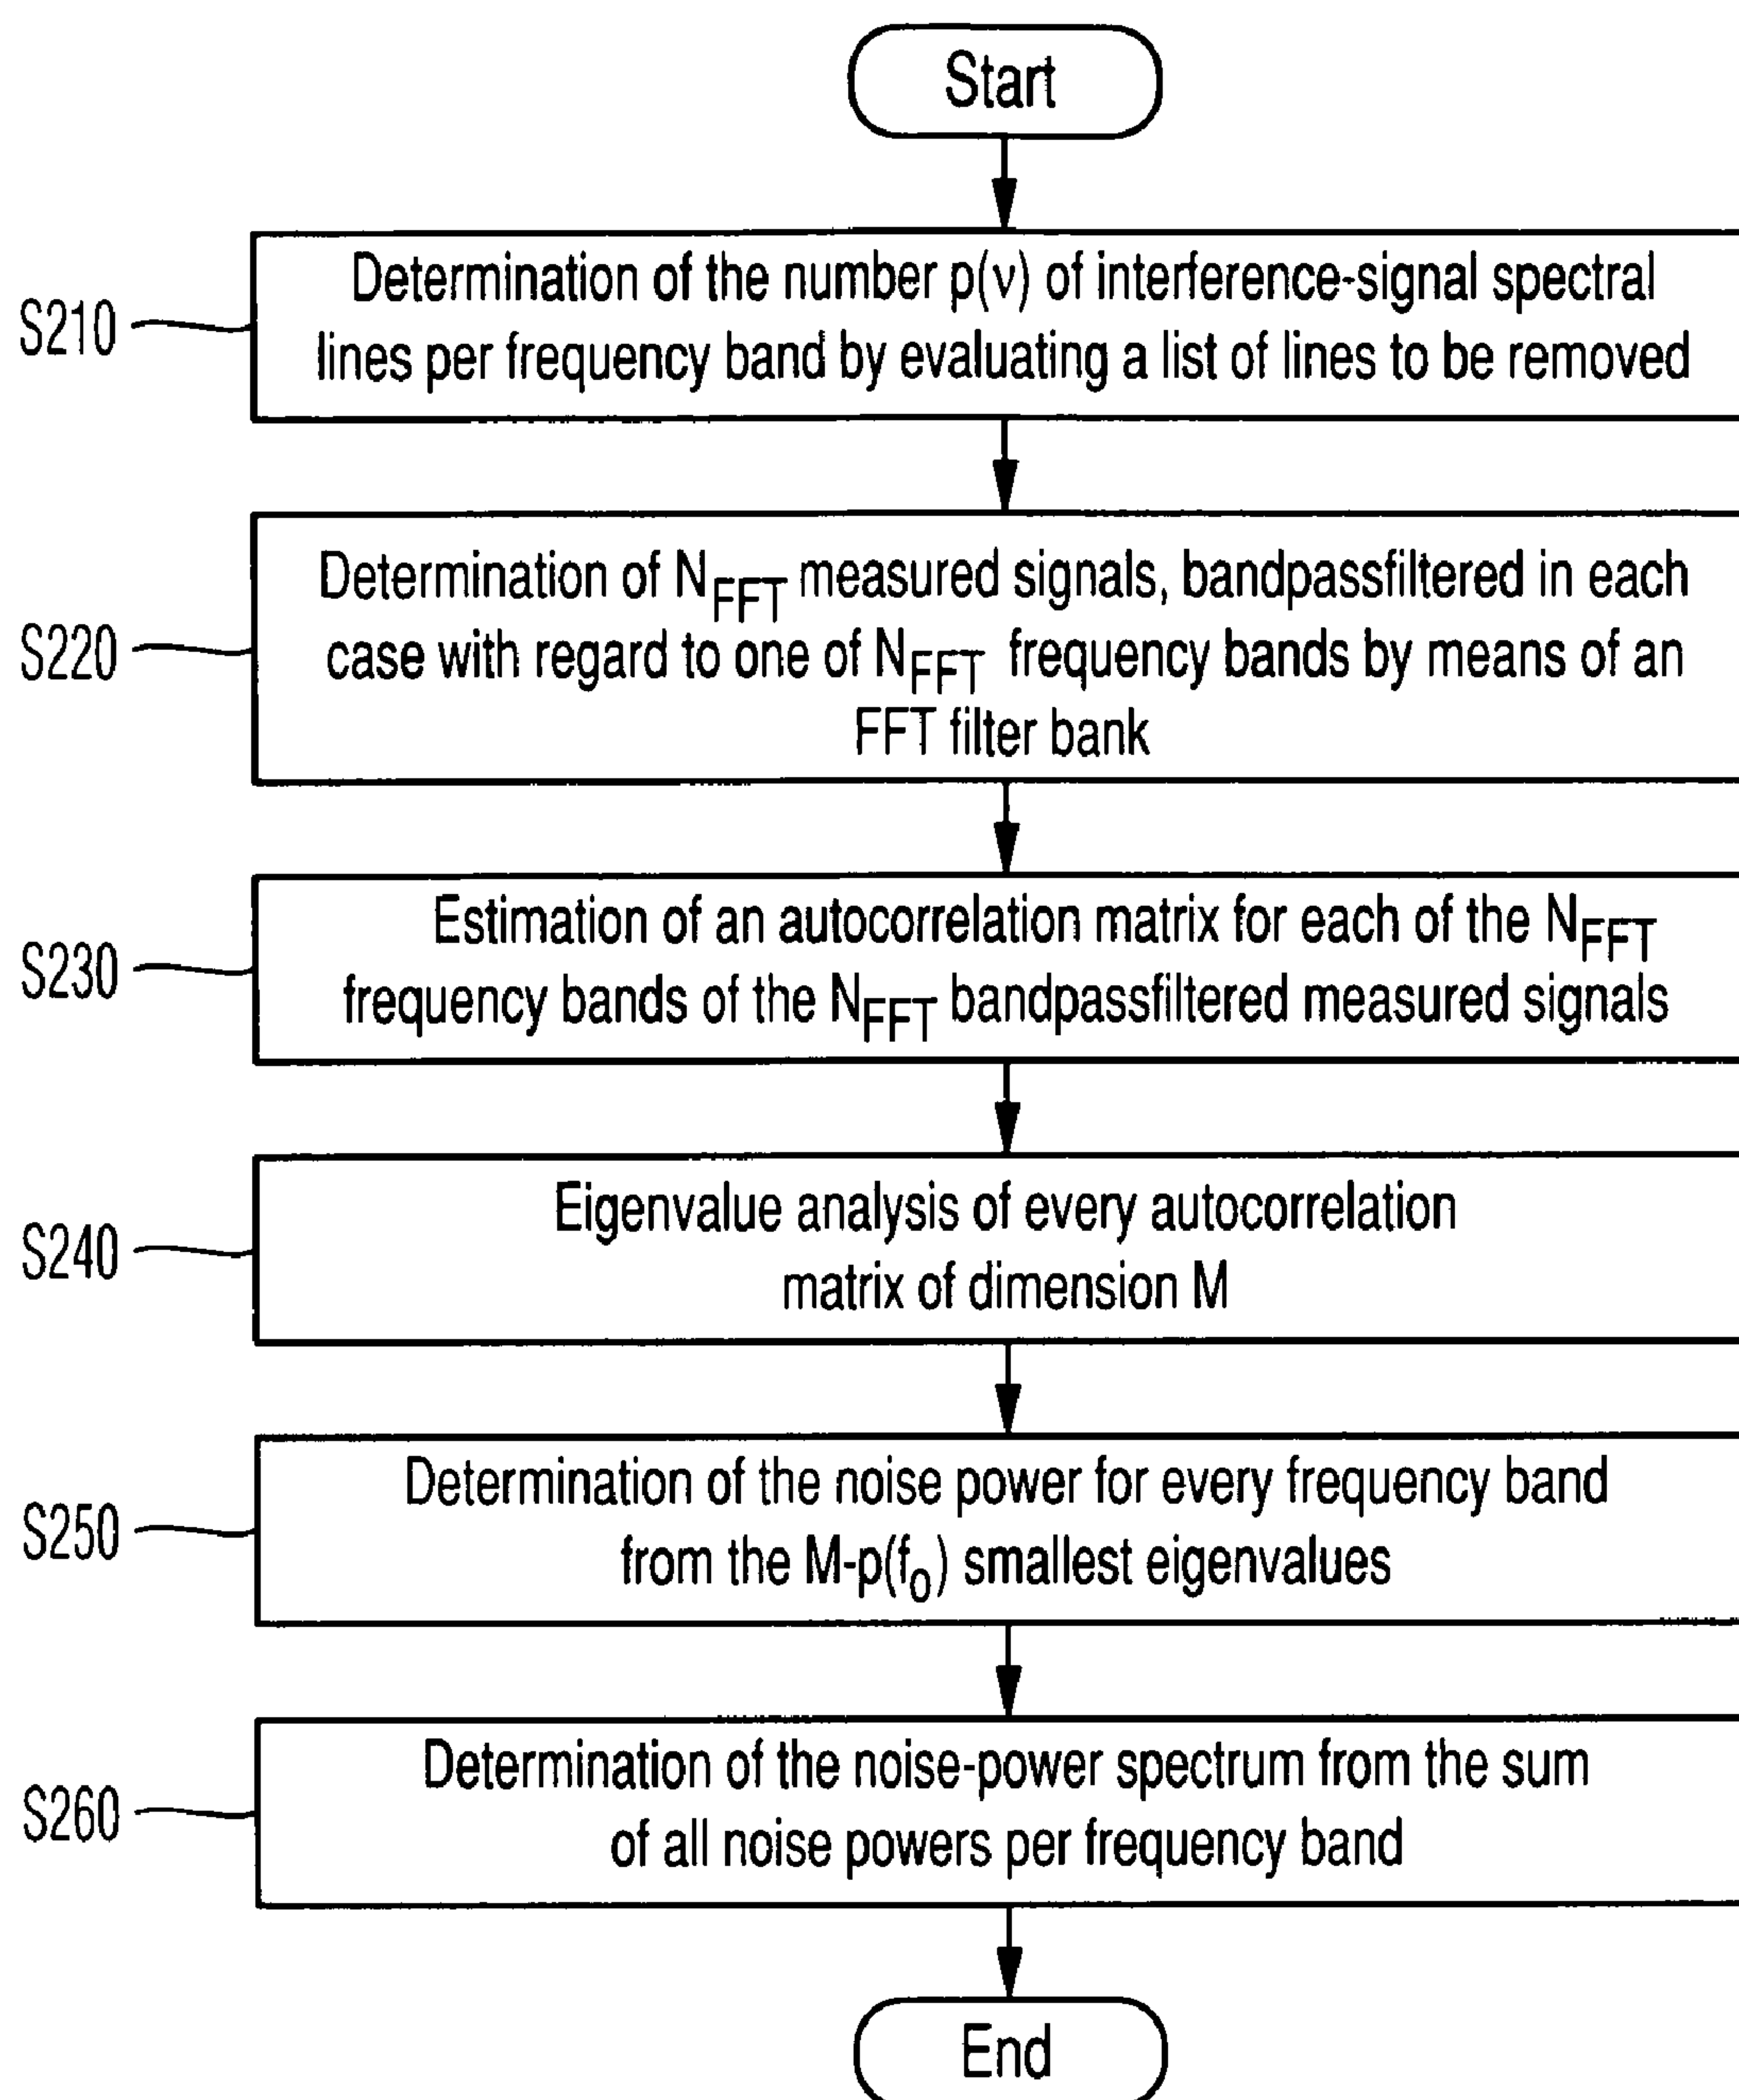 Start
S210
Determination of the number p(ν) of interference-signal spectral
lines per frequency band by evaluating a list of lines to be removed
S220
Determination of NFFT measured signals, bandpassfiltered in each
case with regard to one of NFFT frequency bands by means of an
FFT filter bank
S230
Estimation of an autocorrelation matrix for each of the NFFT
frequency bands of the NFFT bandpassfiltered measured signals
S240
Eigenvalue analysis of every autocorrelation
matrix of dimension M
S250
Determination of the noise power for every frequency band
from the M-p(fo) smallest eigenvalues
S260
Determination of the noise-power spectrum from the sum
of all noise powers per frequency band
End